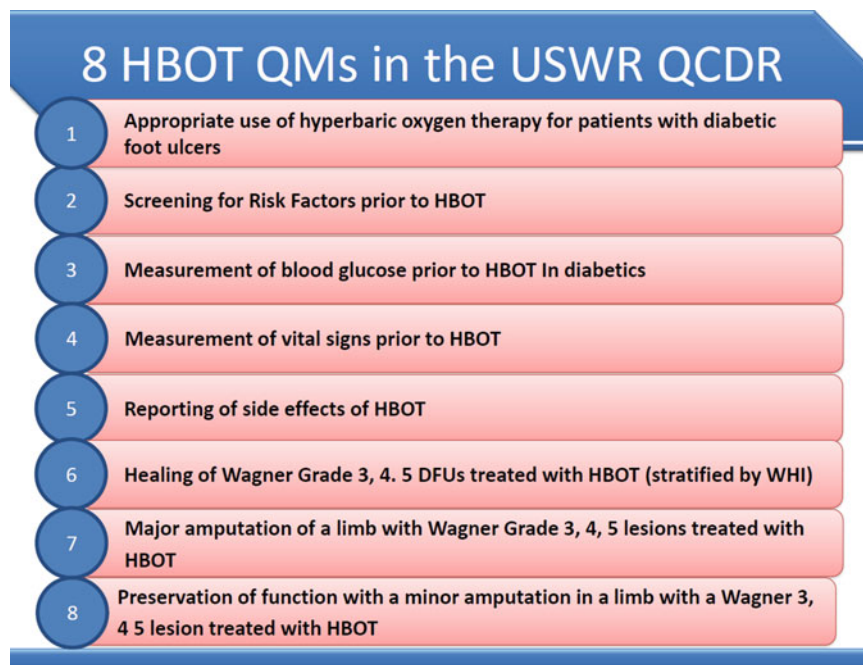 8 HBOT QMs in the USWR QCDR
1
Appropriate use of hyperbaric oxygen therapy for patients with diabetic
foot ulcers
2
Screening for Risk Factors prior to HBOT
3
Measurement of blood glucose prior to HBOT In diabetics
4
Measurement of vital signs prior to HBOT
5
Reporting of side effects of HBOT
6
Healing of Wagner Grade 3, 4. 5 DFUs treated with HBOT (stratified by WHI)
7
Major amputation of a limb with Wagner Grade 3, 4, 5 lesions treated with
HBOT
8
Preservation of function with a minor amputation in a limb with a Wagner 3,
4 5 lesion treated with HBOT